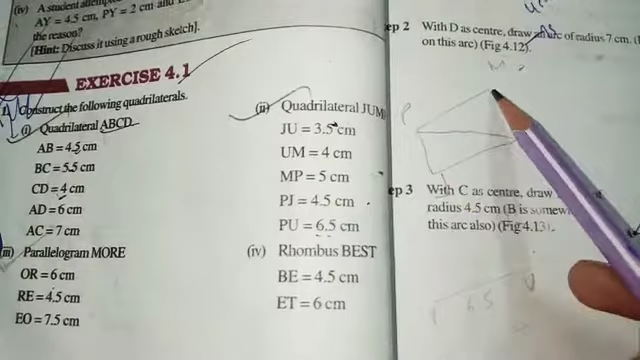 (iv) A student attempted
AY = 4.5 cm, PY = 2 cm and
the reason?
[Hint: Discuss it using a rough sketch].
EXERCISE 4.1
1. Construct the following quadrilaterals.
(i) Quadrilateral ABCD.
AB = 4.5 cm
BC = 5.5 cm
CD = 4 cm
AD = 6 cm
AC = 7 cm
(iii) Parallelogram MORE
OR = 6 cm
RE = 4.5 cm
EO = 7.5 cm
(ii) Quadrilateral JUM
JU = 3.5 cm
UM = 4 cm
MP = 5 cm
PJ = 4.5 cm
PU = 6.5 cm
(iv) Rhombus BEST
BE = 4.5 cm
ET = 6 cm
ep 2 With D as centre, draw of radius 7 cm.
on this arc) (Fig 4.12).
P
ep 3 With C as centre, draw
radius 4.5 cm (B is somew
this arc also) (Fig 4.13).
6.5 U